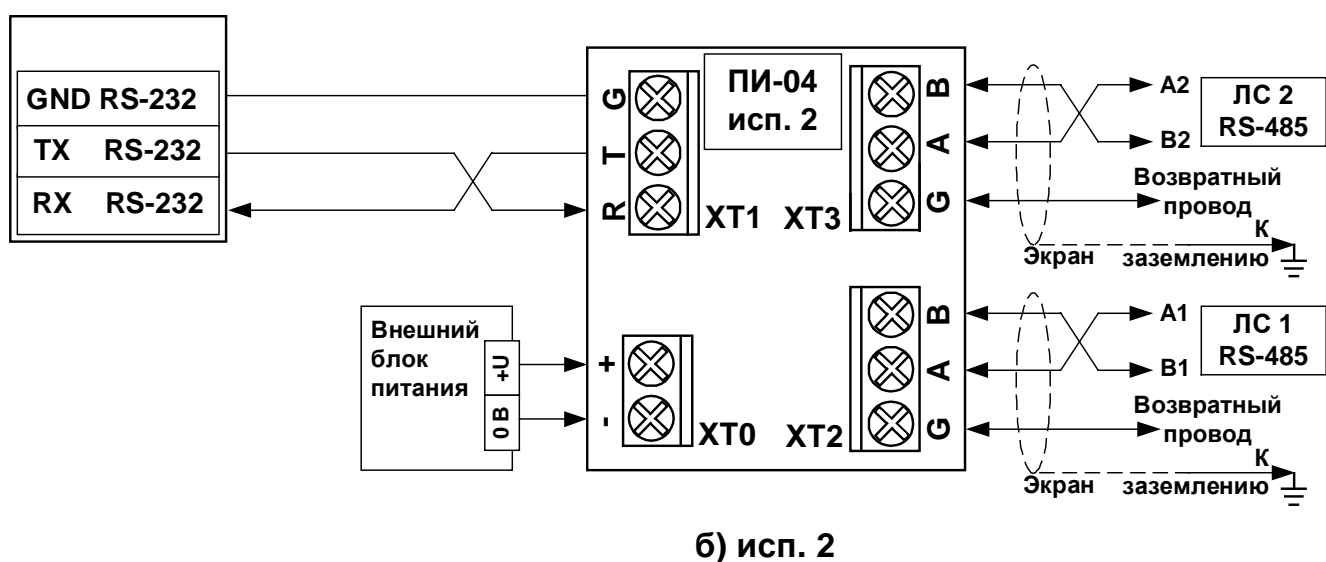 GND RS-232
TX RS-232
RX RS-232
G
T
R
XT1
ПИ-04
исп. 2
B
A
G
XT3
A2
B2
ЛС 2
RS-485
Возвратный
провод
К
Экран заземлению
Внешний
блок
питания
+U
0 В
+
-
XT0
B
A
G
XT2
A1
B1
ЛС 1
RS-485
Возвратный
провод
К
Экран заземлению
б) исп. 2